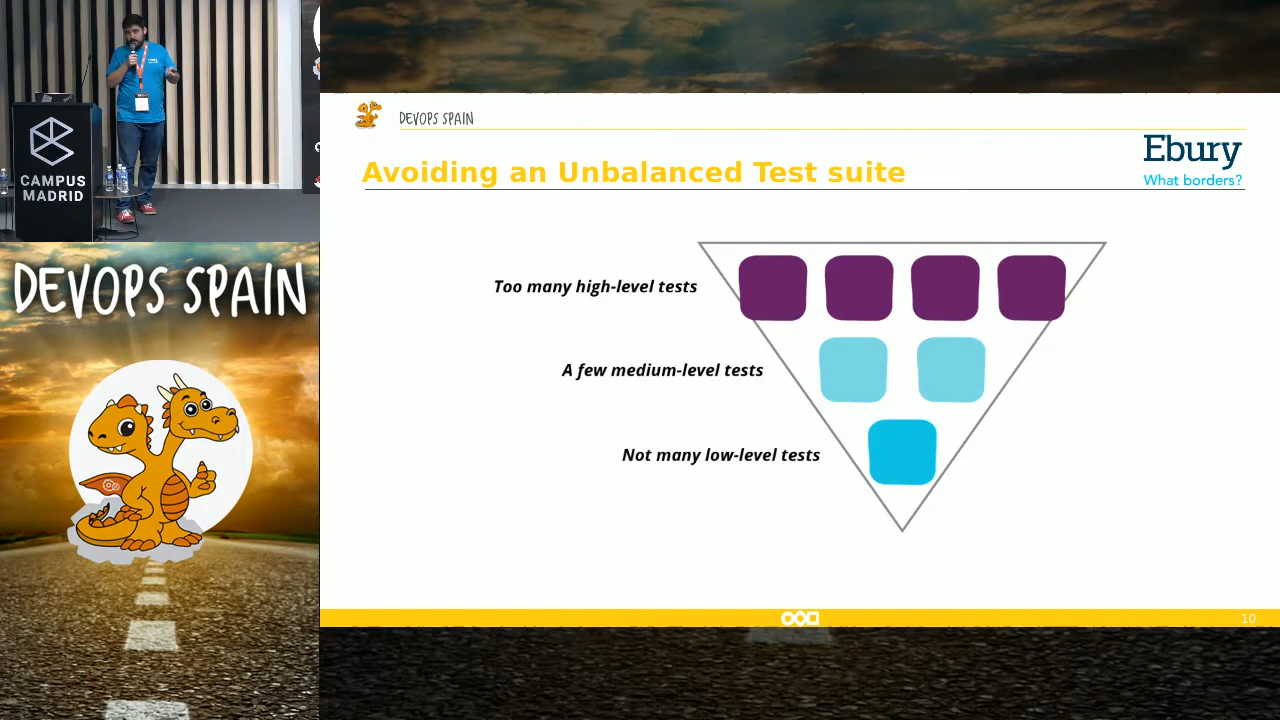 CAMPUS
MADRID
DEVOPS SPAIN
DEVOPS SPAIN
Avoiding an Unbalanced Test suite
Ebury
What borders?
Too many high-level tests
A few medium-level tests
Not many low-level tests
10